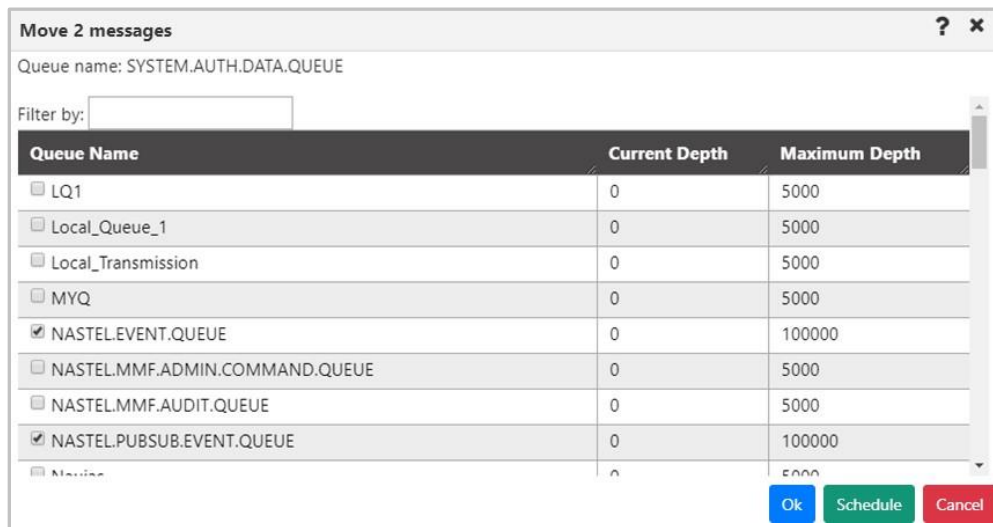 Move 2 messages ? ×
Queue name: SYSTEM.AUTH.DATA.QUEUE
Filter by:
Queue Name Current Depth Maximum Depth
LQ1 0 5000
Local_Queue_1 0 5000
Local_Transmission 0 5000
MYQ 0 5000
NASTEL.EVENT.QUEUE 0 100000
NASTEL.MMF.ADMIN.COMMAND.QUEUE 0 5000
NASTEL.MMF.AUDIT.QUEUE 0 5000
NASTEL.PUBSUB.EVENT.QUEUE 0 100000
0 5000
Ok Schedule Cancel